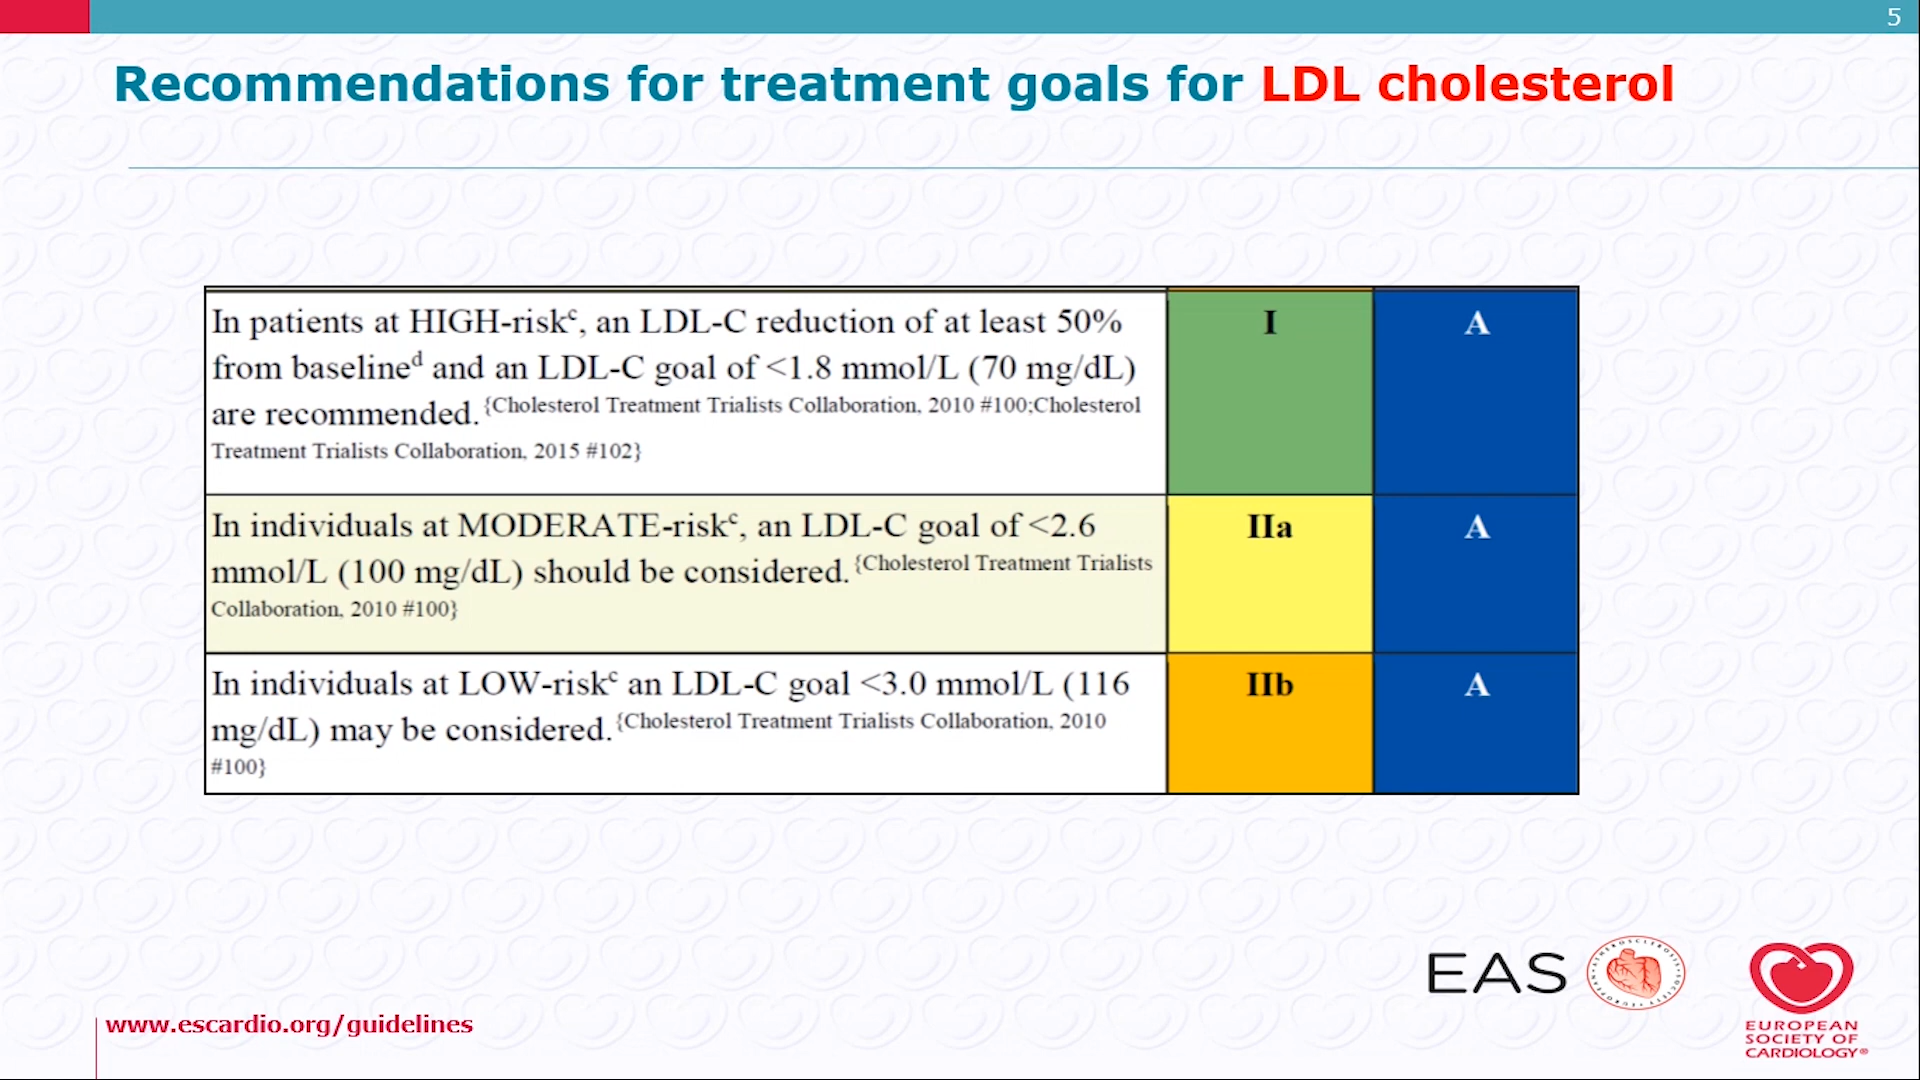 5
Recommendations for treatment goals for LDL cholesterol
In patients at HIGH-riskᶜ, an LDL-C reduction of at least 50%
from baselineᵈ and an LDL-C goal of <1.8 mmol/L (70 mg/dL)
are recommended. {Cholesterol Treatment Trialists Collaboration, 2010 #100;Cholesterol
Treatment Trialists Collaboration, 2015 #102}
I
A
In individuals at MODERATE-riskᶜ, an LDL-C goal of <2.6
mmol/L (100 mg/dL) should be considered. {Cholesterol Treatment Trialists
Collaboration, 2010 #100}
IIa
A
In individuals at LOW-riskᶜ an LDL-C goal <3.0 mmol/L (116
mg/dL) may be considered. {Cholesterol Treatment Trialists Collaboration, 2010
#100}
IIb
A
www.escardio.org/guidelines
EAS
EUROPEAN
SOCIETY OF
CARDIOLOGY®